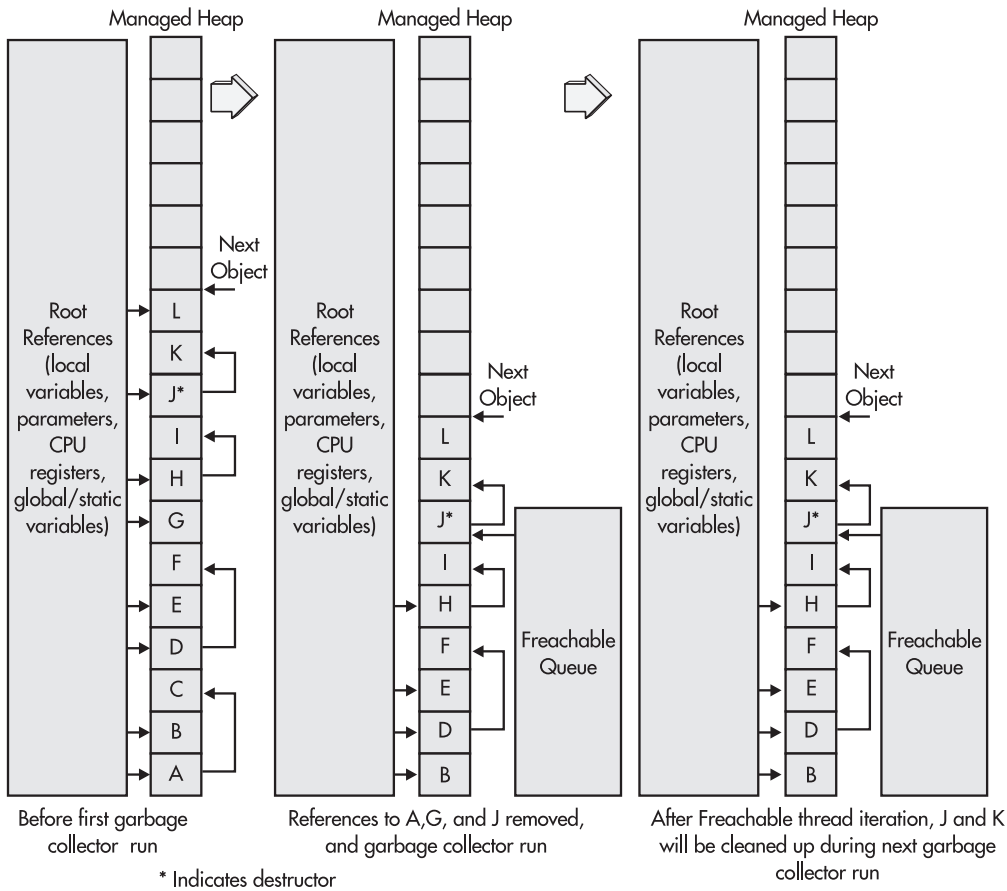 Managed Heap
Root
References
(local
variables,
parameters,
CPU
registers,
global/static
variables)
Next
Object
L
K
J*
I
H
G
F
E
D
C
B
A
Before first garbage
collector run
Managed Heap
Root
References
(local
variables,
parameters,
CPU
registers,
global/static
variables)
Next
Object
L
K
J*
I
H
F
E
D
B
Freachable
Queue
References to A,G, and J removed,
and garbage collector run
Managed Heap
Root
References
(local
variables,
parameters,
CPU
registers,
global/static
variables)
Next
Object
L
K
J*
I
H
F
E
D
B
Freachable
Queue
After Freachable thread iteration, J and K
will be cleaned up during next garbage
collector run
* Indicates destructor